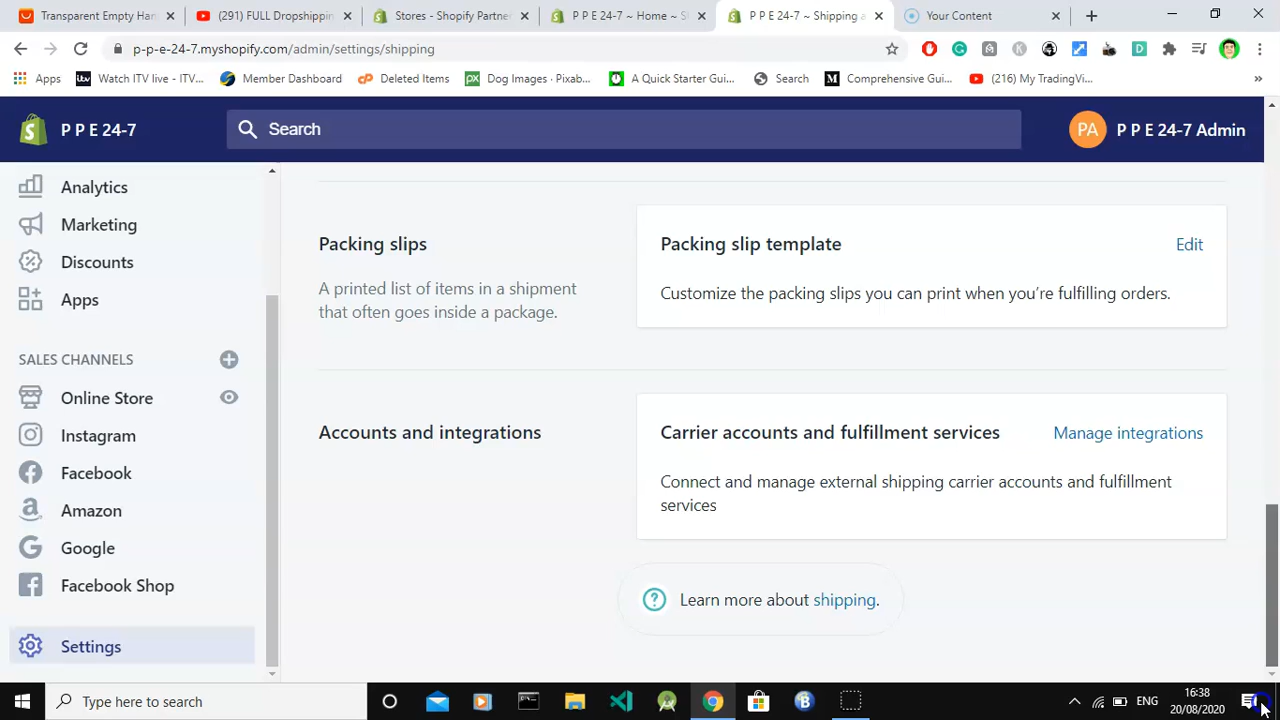 Transparent Empty Han
(291) FULL Dropshippin
Stores - Shopify Partne
P P E 24-7 ~ Home ~ Sh
P P E 24-7 ~ Shipping a
Your Content
p-p-e-24-7.myshopify.com/admin/settings/shipping
Apps
Watch ITV live - ITV...
Member Dashboard
Deleted Items
Dog Images · Pixab...
A Quick Starter Gui...
Search
Comprehensive Gui...
(216) My TradingVi...
P P E 24-7
Search
PA P P E 24-7 Admin
Analytics
Marketing
Discounts
Apps
SALES CHANNELS
Online Store
Instagram
Facebook
Amazon
Google
Facebook Shop
Settings
Packing slips
A printed list of items in a shipment
that often goes inside a package.
Packing slip template
Edit
Customize the packing slips you can print when you’re fulfilling orders.
Accounts and integrations
Carrier accounts and fulfillment services
Manage integrations
Connect and manage external shipping carrier accounts and fulfillment
services
Learn more about shipping.
Type here to search
ENG
16:38
20/08/2020